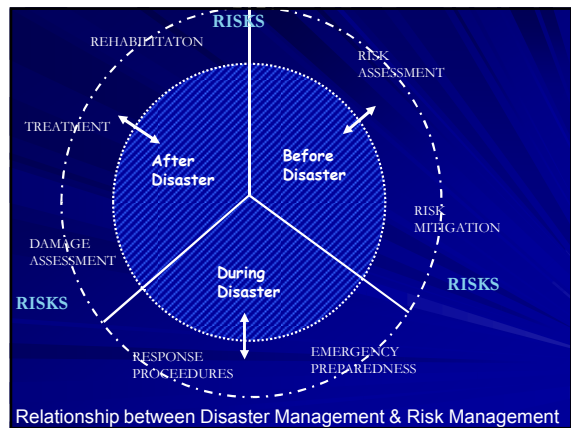 RISKS
REHABILITATON
RISK
ASSESSMENT
TREATMENT
After
Disaster
Before
Disaster
RISK
MITIGATION
DAMAGE
ASSESSMENT
During
Disaster
RISKS
RISKS
RESPONSE
PROCEEDURES
EMERGENCY
PREPAREDNESS
Relationship between Disaster Management & Risk Management